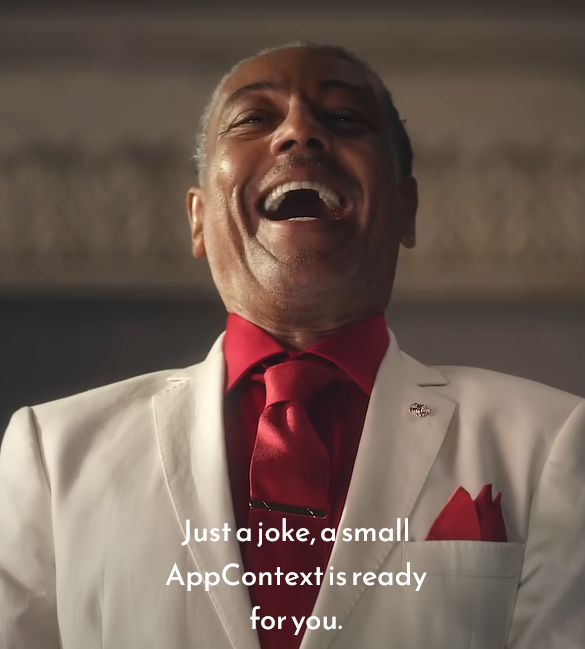 Just a joke, a small
AppContext is ready
for you.